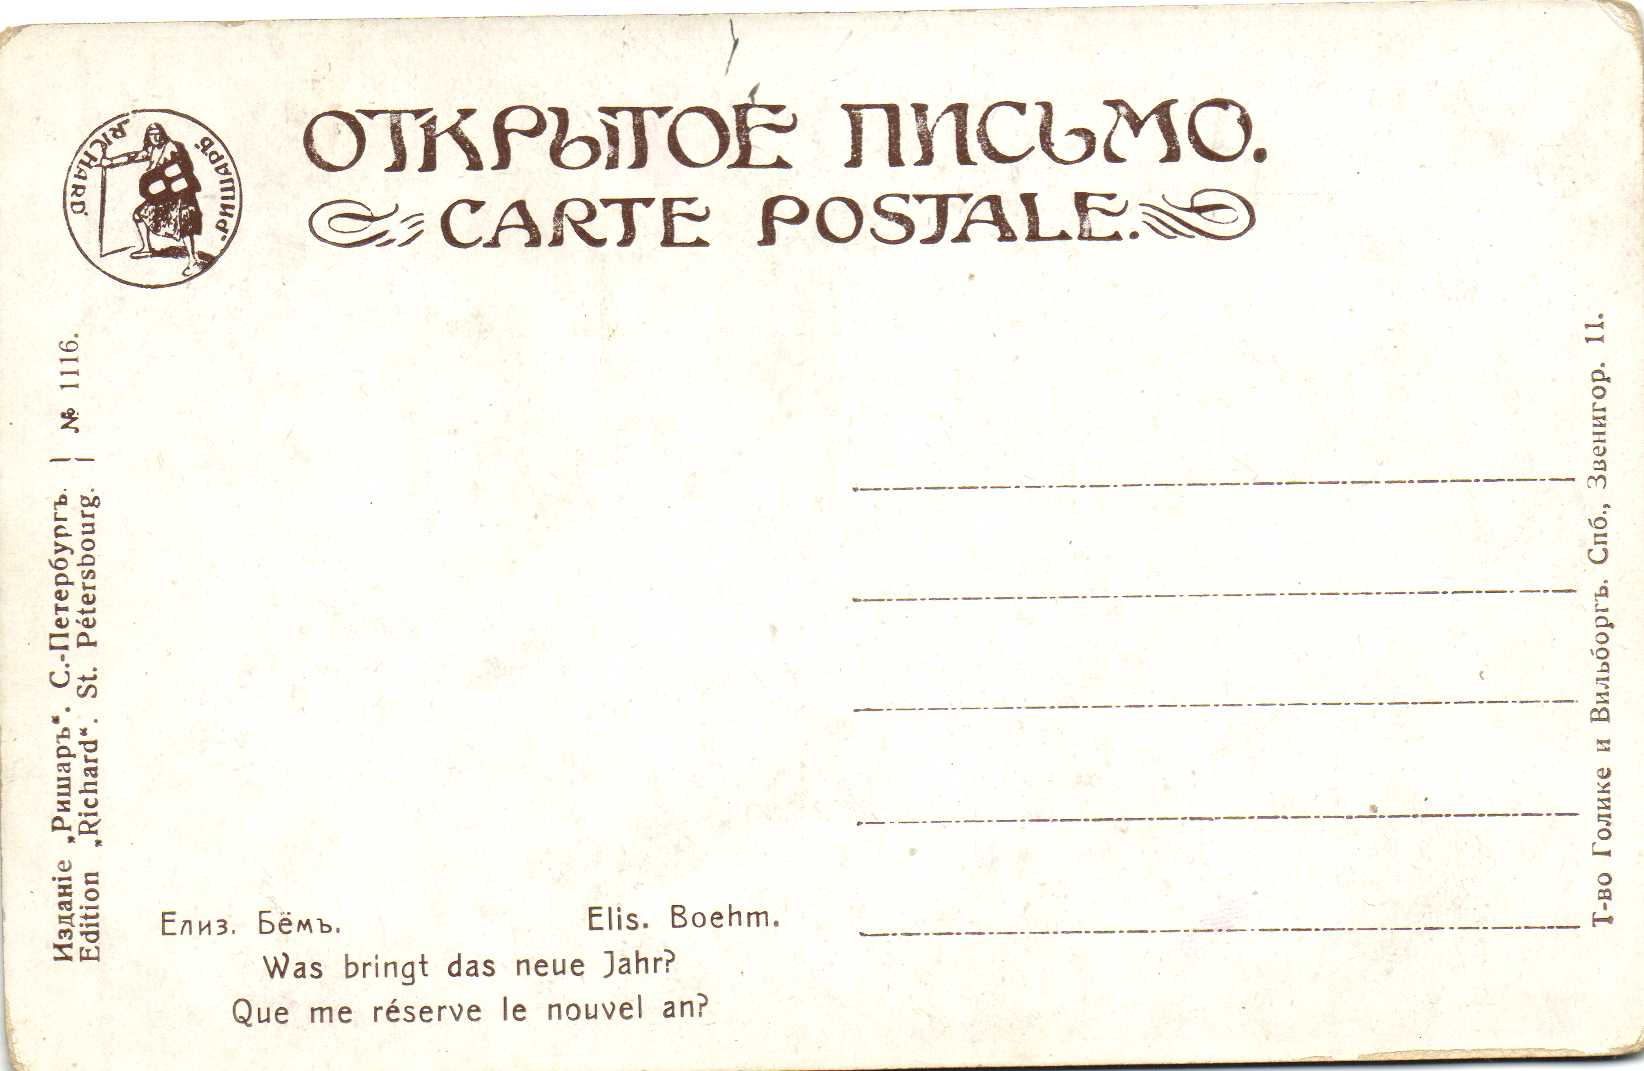 ОТКРЫТОЕ ПИСЬМО.
CARTE POSTALE.
„RICHARD“
„РИШАРЪ“
Изданіе „Ришаръ“. С.-Петербургъ. | № 1116.
Edition „Richard“. St. Pétersbourg. |
Елиз. Бёмъ. Elis. Boehm.
Was bringt das neue Jahr?
Que me réserve le nouvel an?
Т-во Голике и Вильборгъ. Спб., Звенигор. 11.